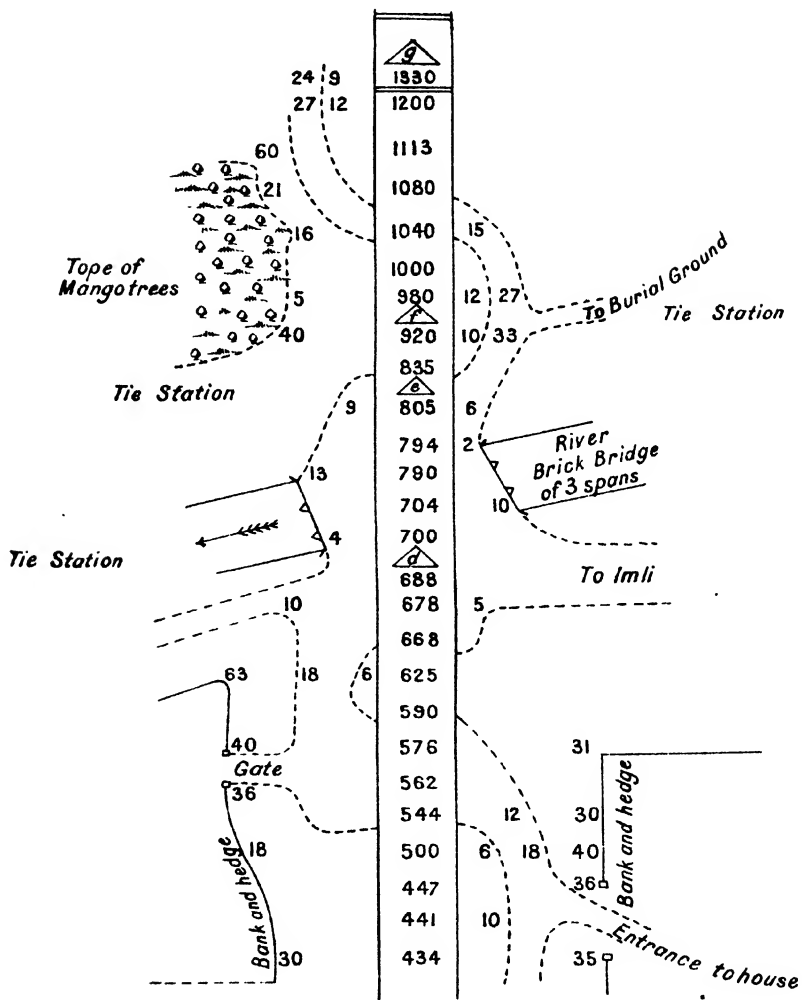 g
24 9 1330
27 12 1200
60 1113
21 1080
16 1040 15
1000
Tope of
Mango trees
5 980 12 27
To Burial Ground
Tie Station
f
40 920 10 33
835
Tie Station
e
9 805 6
794 2
River
Brick Bridge
of 3 spans
13 790
704 10
4 700
Tie Station
d
688
To Imli
10 678 5
668
63 18 6 625
590
40 576 31
Gate
36 562
544 12 30
Bank and hedge
18 500 6 18 40
Bank and hedge
447 36
441 10
Entrance to house
30 434 35